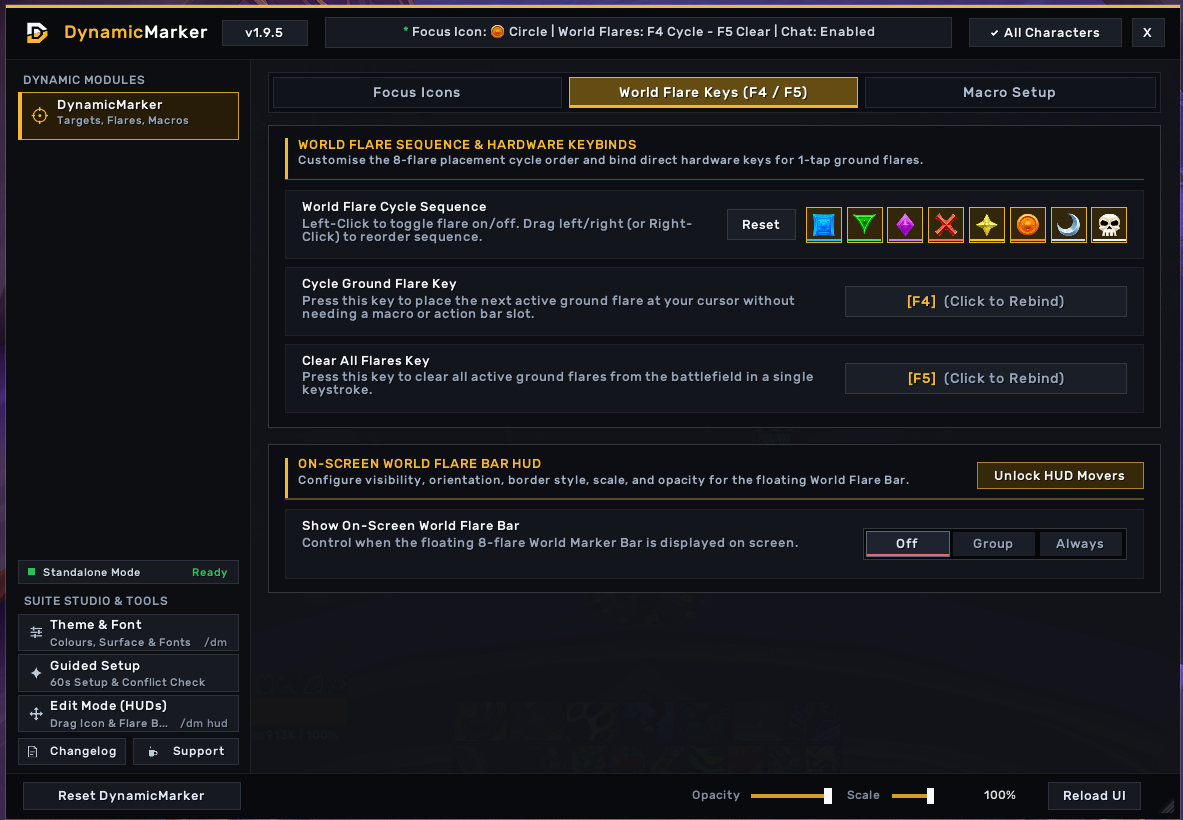 DynamicMarker
v1.9.5
* Focus Icon: Circle | World Flares: F4 Cycle - F5 Clear | Chat: Enabled
✓ All Characters
X
DYNAMIC MODULES
DynamicMarker
Targets, Flares, Macros
Focus Icons
World Flare Keys (F4 / F5)
Macro Setup
WORLD FLARE SEQUENCE & HARDWARE KEYBINDS
Customise the 8-flare placement cycle order and bind direct hardware keys for 1-tap ground flares.
World Flare Cycle Sequence
Left-Click to toggle flare on/off. Drag left/right (or Right-
Click) to reorder sequence.
Reset
Cycle Ground Flare Key
Press this key to place the next active ground flare at your cursor without
needing a macro or action bar slot.
[F4] (Click to Rebind)
Clear All Flares Key
Press this key to clear all active ground flares from the battlefield in a single
keystroke.
[F5] (Click to Rebind)
ON-SCREEN WORLD FLARE BAR HUD
Configure visibility, orientation, border style, scale, and opacity for the floating World Flare Bar.
Unlock HUD Movers
Show On-Screen World Flare Bar
Control when the floating 8-flare World Marker Bar is displayed on screen.
Off
Group
Always
Standalone Mode
Ready
SUITE STUDIO & TOOLS
Theme & Font
Colours, Surface & Fonts /dm
Guided Setup
60s Setup & Conflict Check
Edit Mode (HUDs)
Drag Icon & Flare B... /dm hud
Changelog
Support
Reset DynamicMarker
Opacity
Scale
100%
Reload UI